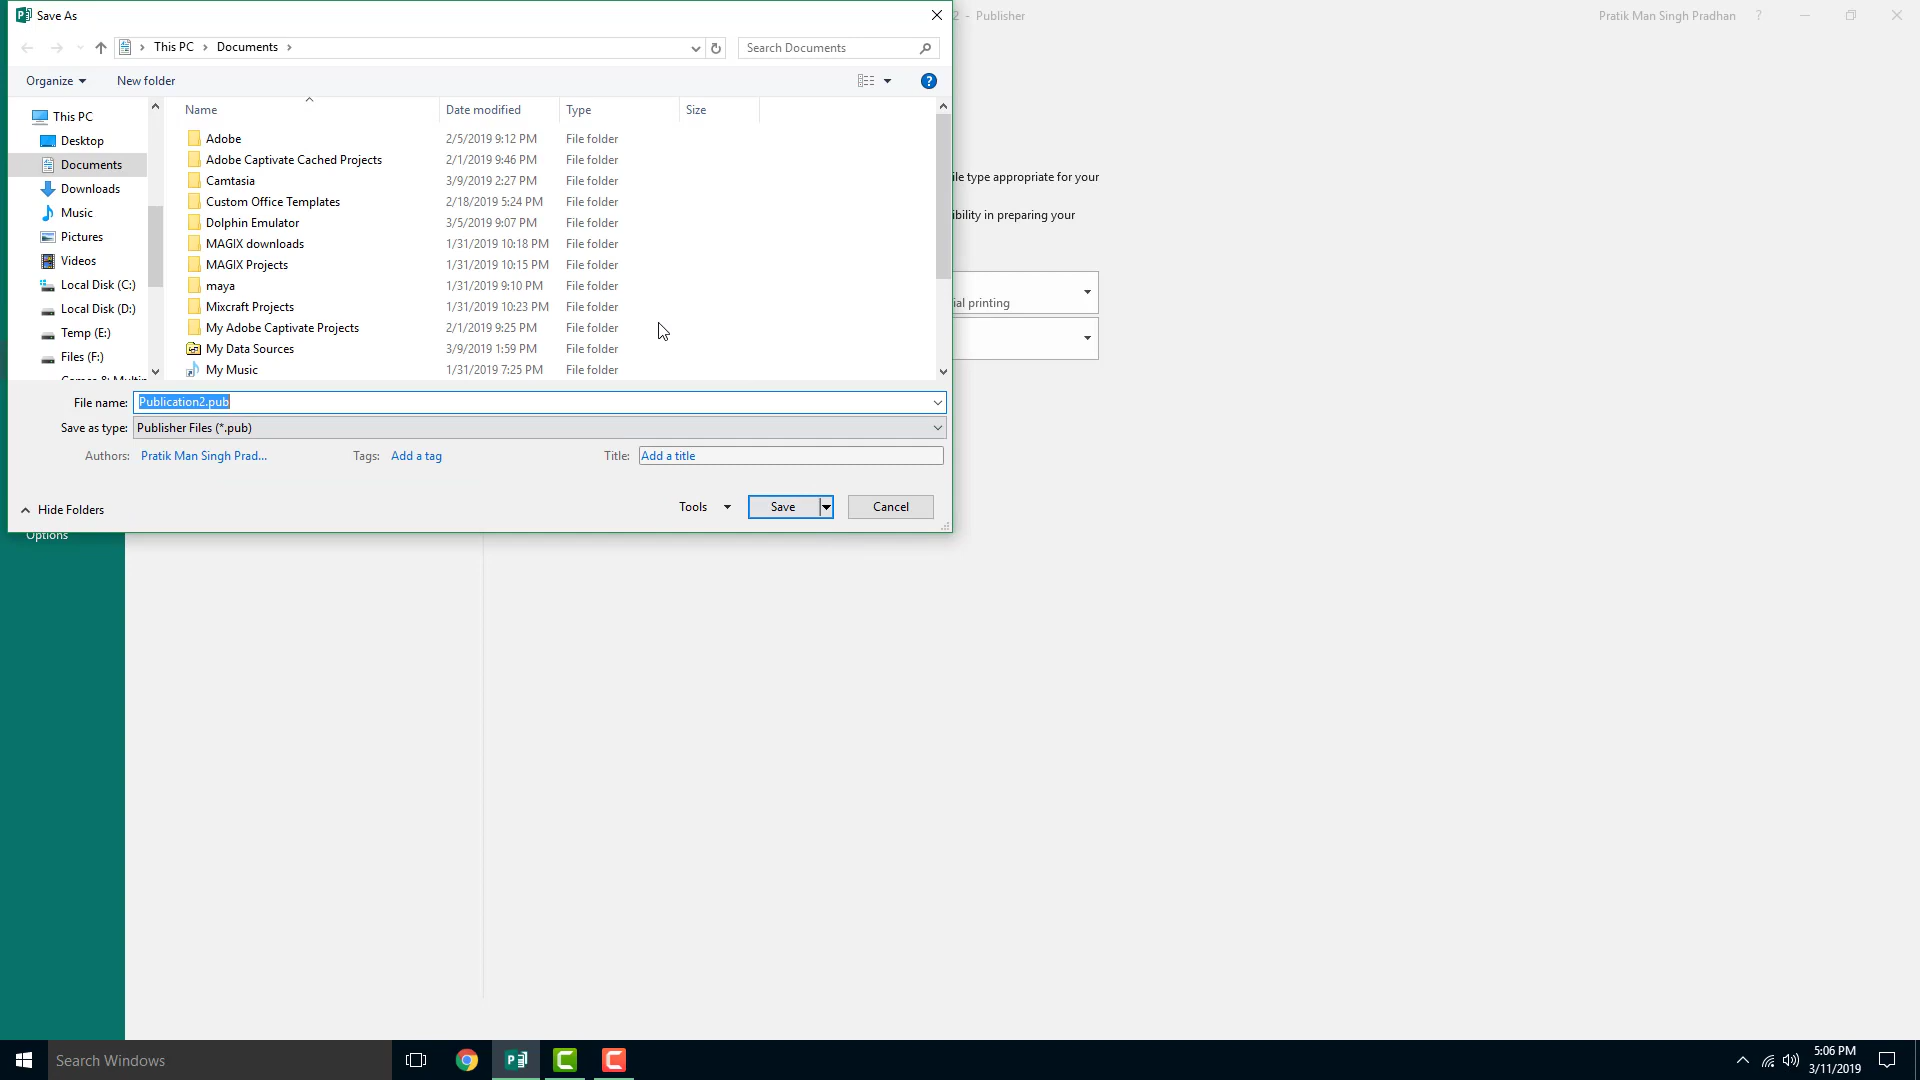 Save As
2 - Publisher
Pratik Man Singh Pradhan
?
This PC
Documents
Search Documents
Organize
New folder
?
Name
Date modified
Type
Size
This PC
Desktop
Documents
Downloads
Music
Pictures
Videos
Local Disk (C:)
Local Disk (D:)
Temp (E:)
Files (F:)
Adobe 2/5/2019 9:12 PM File folder
Adobe Captivate Cached Projects 2/1/2019 9:46 PM File folder
Camtasia 3/9/2019 2:27 PM File folder
Custom Office Templates 2/18/2019 5:24 PM File folder
Dolphin Emulator 3/5/2019 9:07 PM File folder
MAGIX downloads 1/31/2019 10:18 PM File folder
MAGIX Projects 1/31/2019 10:15 PM File folder
maya 1/31/2019 9:10 PM File folder
Mixcraft Projects 1/31/2019 10:23 PM File folder
My Adobe Captivate Projects 2/1/2019 9:25 PM File folder
My Data Sources 3/9/2019 1:59 PM File folder
My Music 1/31/2019 7:25 PM File folder
ile type appropriate for your
ibility in preparing your
ial printing
File name: Publication2.pub
Save as type: Publisher Files (*.pub)
Authors: Pratik Man Singh Prad...
Tags: Add a tag
Title: Add a title
Hide Folders
Tools
Save
Cancel
Options
Search Windows
5:06 PM
3/11/2019